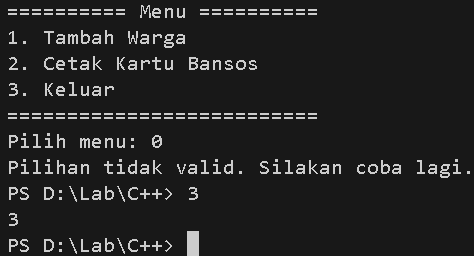 ========== Menu ==========
1. Tambah Warga
2. Cetak Kartu Bansos
3. Keluar
==========================
Pilih menu: 0
Pilihan tidak valid. Silakan coba lagi.
PS D:\Lab\C++> 3
3
PS D:\Lab\C++>